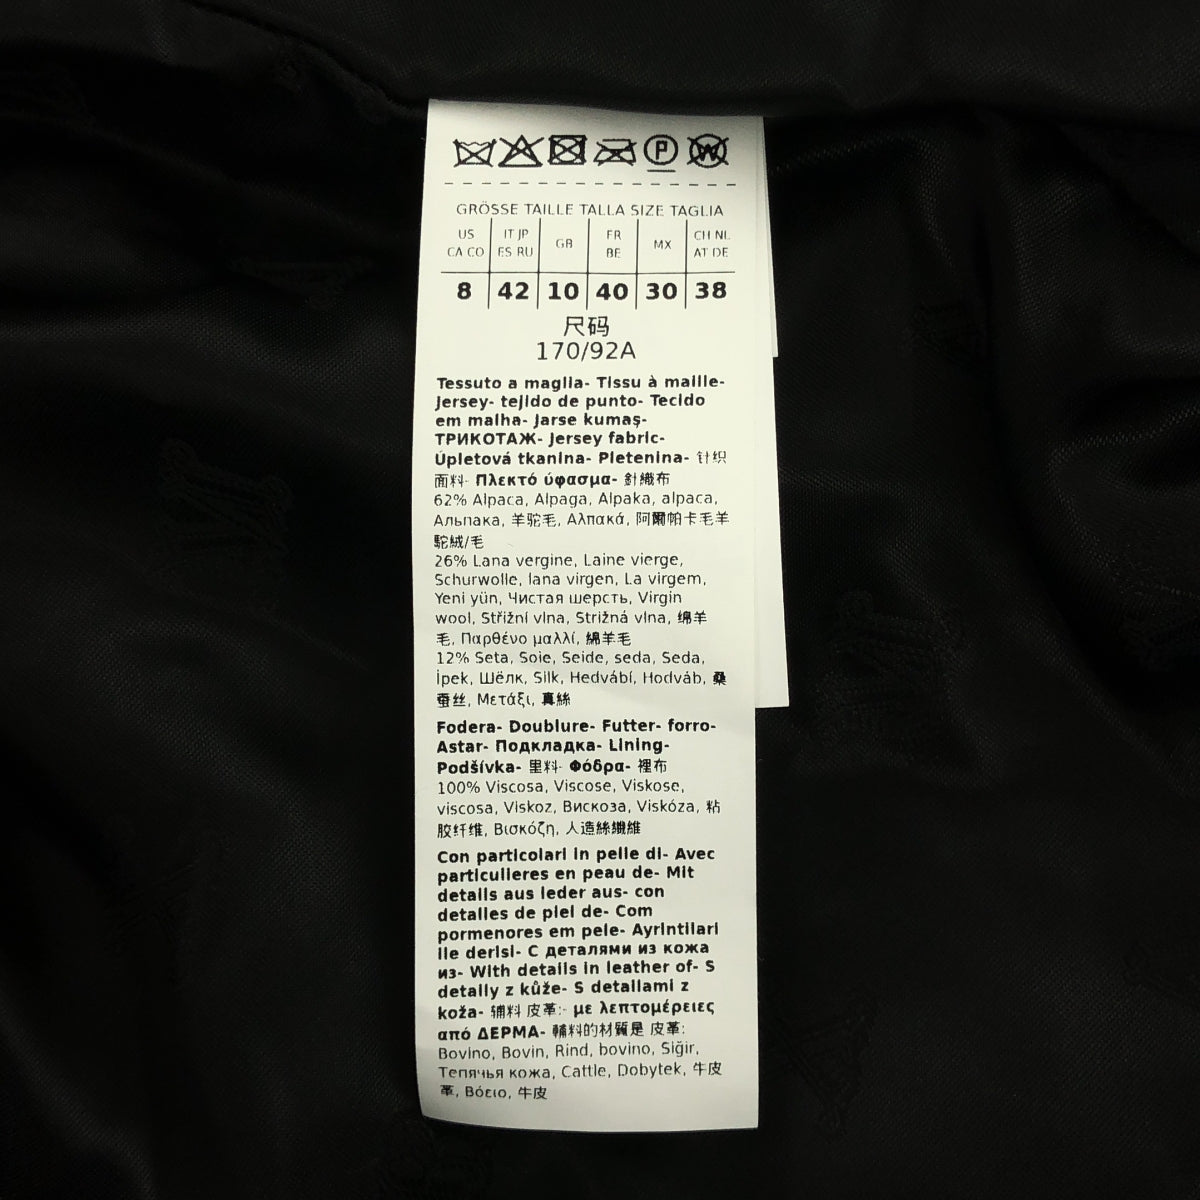 P W
GRÖSSE TAILLE TALLA SIZE TAGLIA
US CA CO | IT JP ES RU | GB | FR BE | MX | CH NL AT DE
8 | 42 | 10 | 40 | 30 | 38
尺码
170/92A
Tessuto a maglia- Tissu à maille-
Jersey- tejido de punto- Tecido
em malha- Jarse kumaş-
ТРИКОТАЖ- Jersey fabric-
Úpletová tkanina- Pletenina- 针织
面料- Πλεκτό ύφασμα- 針織布
62% Alpaca, Alpaga, Alpaka, alpaca,
Альпака, 羊驼毛, Αλπακά, 阿爾帕卡毛羊
駝絨/毛
26% Lana vergine, Laine vierge,
Schurwolle, lana virgen, La virgem,
Yeni yün, Чистая шерсть, Virgin
wool, Střižní vlna, Strižná vlna, 绵羊
毛, Παρθένο μαλλί, 綿羊毛
12% Seta, Soie, Seide, seda, Seda,
İpek, Шёлк, Silk, Hedvábí, Hodváb, 桑
蚕丝, Μετάξι, 真絲
Fodera- Doublure- Futter- forro-
Astar- Подкладка- Lining-
Podšívka- 里料- Φόδρα- 裡布
100% Viscosa, Viscose, Viskose,
viscosa, Viskoz, Вискоза, Viskóza, 粘
胶纤维, Βισκόζη, 人造絲纖維
Con particolari in pelle di- Avec
particulieres en peau de- Mit
details aus leder aus- con
detalles de piel de- Com
pormenores em pele- Ayrintilari
ile derisi- С деталями из кожа
из- With details in leather of- S
detaily z kůže- S detailami z
koža- 辅料 皮革:- με λεπτομέρειες
από ΔΕΡΜΑ- 輔料的材質是 皮革:
Bovino, Bovin, Rind, bovino, Siğir,
Телячья кожа, Cattle, Dobytek, 牛皮
革, Βόειο, 牛皮